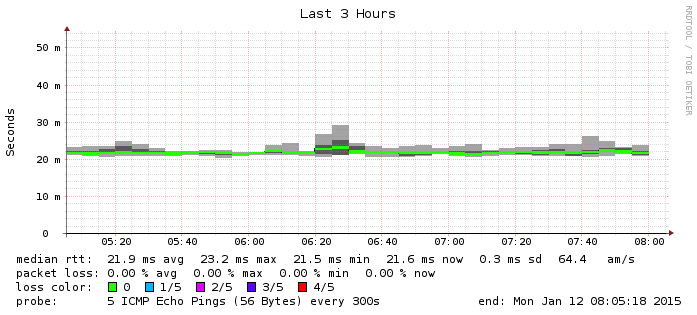 Last 3 Hours
RRDTOOL / TOBI OETIKER
Seconds
50 m
40 m
30 m
20 m
10 m
0
05:20 05:40 06:00 06:20 06:40 07:00 07:20 07:40 08:00
median rtt: 21.9 ms avg 23.2 ms max 21.5 ms min 21.6 ms now 0.3 ms sd 64.4 am/s
packet loss: 0.00 % avg 0.00 % max 0.00 % min 0.00 % now
loss color: 0 1/5 2/5 3/5 4/5
probe: 5 ICMP Echo Pings (56 Bytes) every 300s end: Mon Jan 12 08:05:18 2015